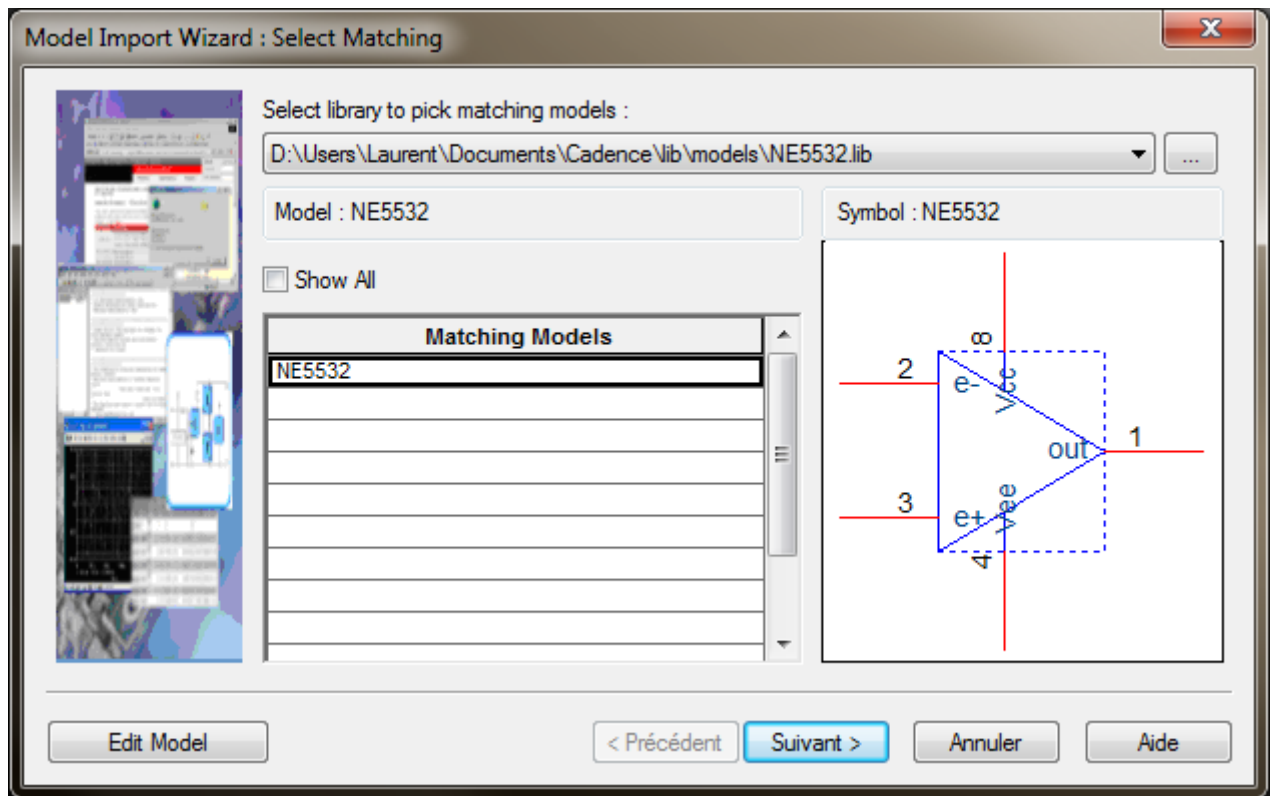 Model Import Wizard : Select Matching
x
Select library to pick matching models :
D:\Users\Laurent\Documents\Cadence\lib\models\NE5532.lib
...
Model : NE5532
Symbol : NE5532
Show All
Matching Models
NE5532
8
2
e-
Vcc
out
1
3
e+
Vee
4
Edit Model
< Précédent
Suivant >
Annuler
Aide